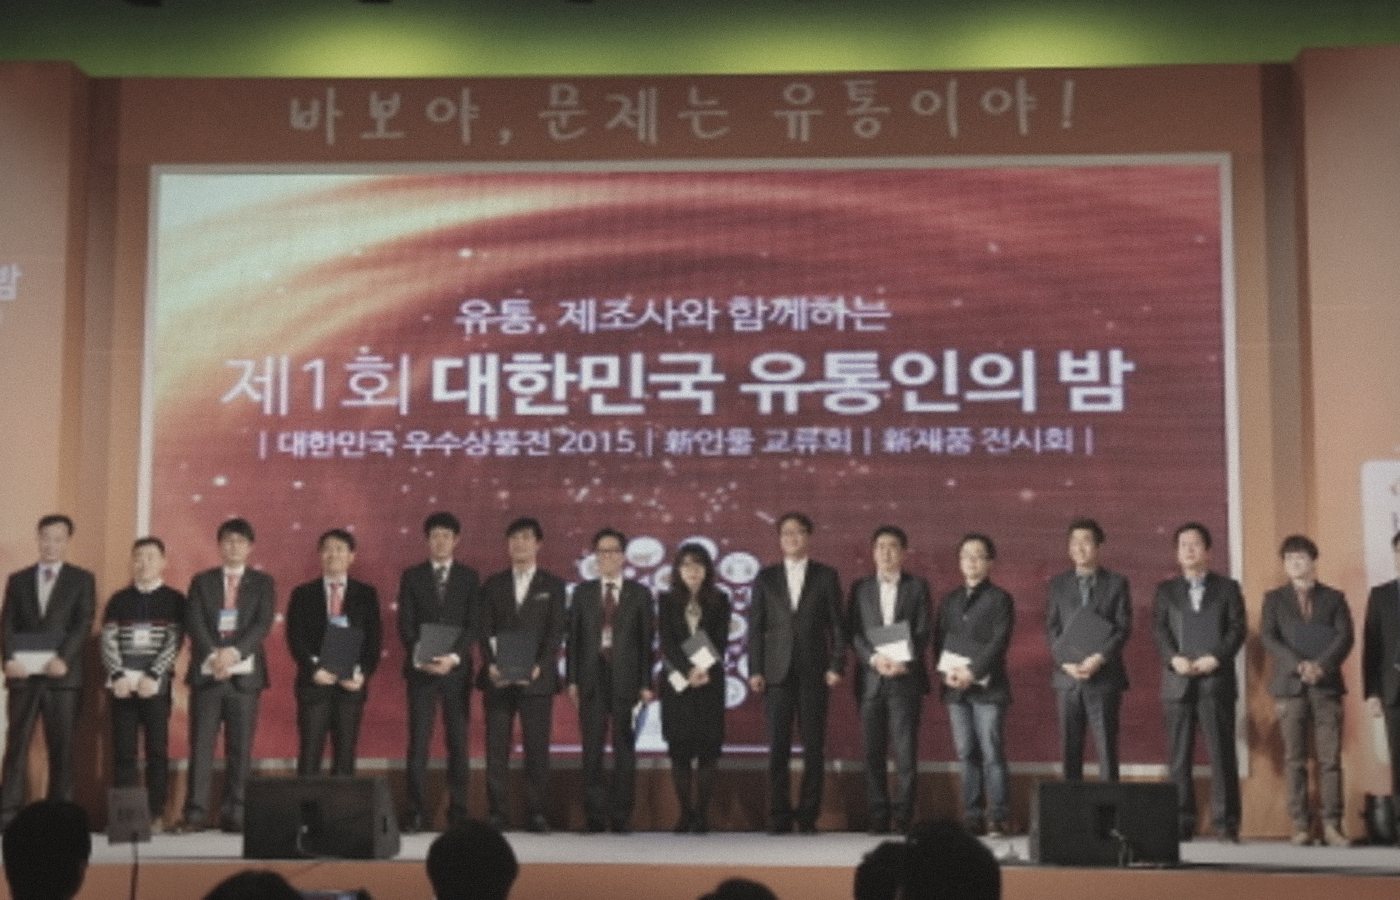 바보야, 문제는 유통이야!
밤
유통, 제조사와 함께하는
제1회 대한민국 유통인의 밤
| 대한민국 우수상품전 2015 | 新인물 교류회 | 新제품 전시회 |